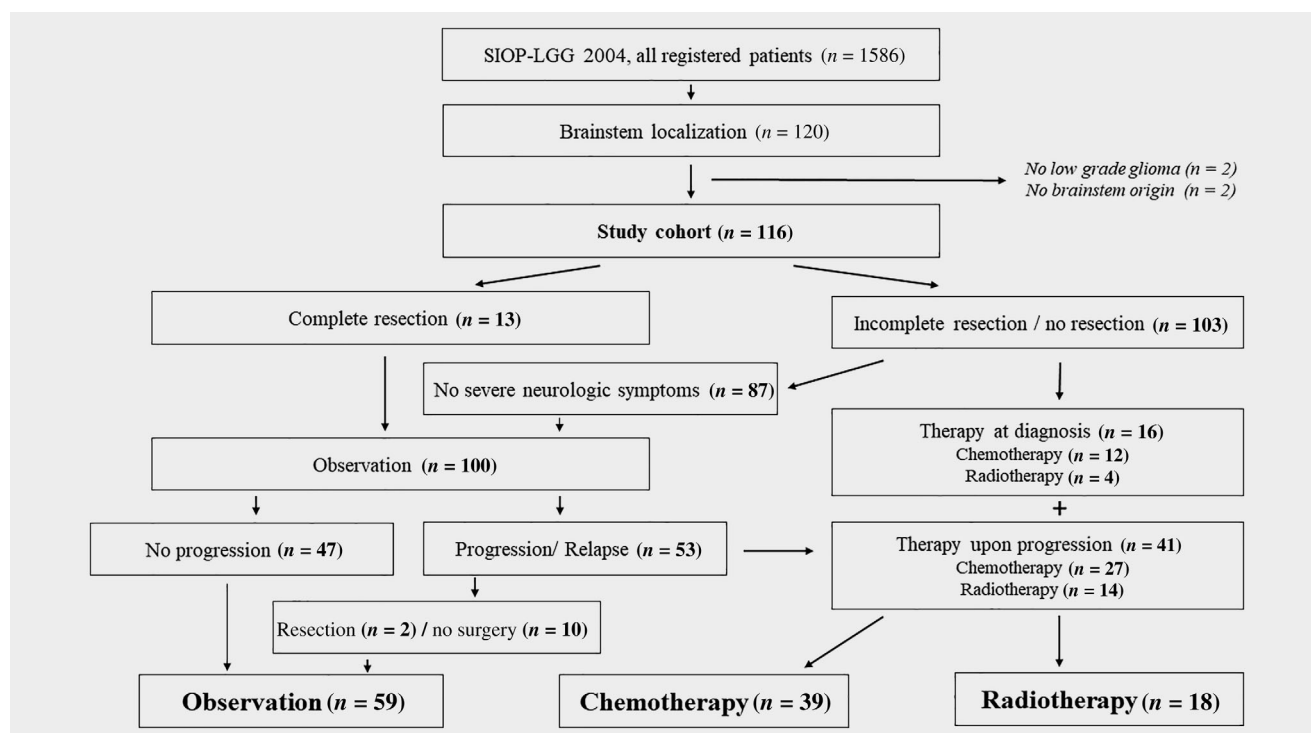 SIOP-LGG 2004, all registered patients (n = 1586)
Brainstem localization (n = 120)
No low grade glioma (n = 2)
No brainstem origin (n = 2)
Study cohort (n = 116)
Complete resection (n = 13)
Incomplete resection / no resection (n = 103)
No severe neurologic symptoms (n = 87)
Therapy at diagnosis (n = 16)
Chemotherapy (n = 12)
Radiotherapy (n = 4)
Observation (n = 100)
+
No progression (n = 47)
Progression/ Relapse (n = 53)
Therapy upon progression (n = 41)
Chemotherapy (n = 27)
Radiotherapy (n = 14)
Resection (n = 2) / no surgery (n = 10)
Observation (n = 59)
Chemotherapy (n = 39)
Radiotherapy (n = 18)